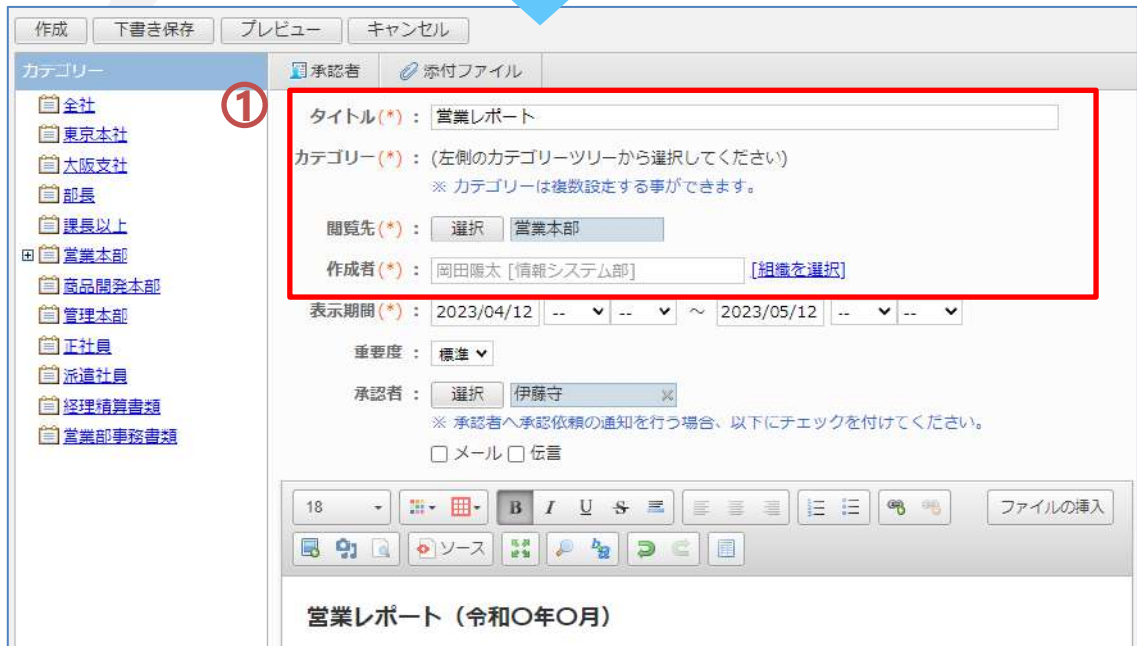 作成 下書き保存 プレビュー キャンセル
カテゴリー
全社
東京本社
大阪支社
部長
課長以上
営業本部
商品開発本部
管理本部
正社員
派遣社員
経理精算書類
営業部事務書類
承認者 添付ファイル
①
タイトル(*) : 営業レポート
カテゴリー(*) : (左側のカテゴリーツリーから選択してください)
※ カテゴリーは複数設定する事ができます。
閲覧先(*) : 選択 営業本部
作成者(*) : 岡田陽太 [情報システム部] [組織を選択]
表示期間(*) : 2023/04/12 -- -- ~ 2023/05/12 -- --
重要度 : 標準
承認者 : 選択 伊藤守
※ 承認者へ承認依頼の通知を行う場合、以下にチェックを付けてください。
メール 伝言
18 B I U S ファイルの挿入
ソース
営業レポート（令和〇年〇月）